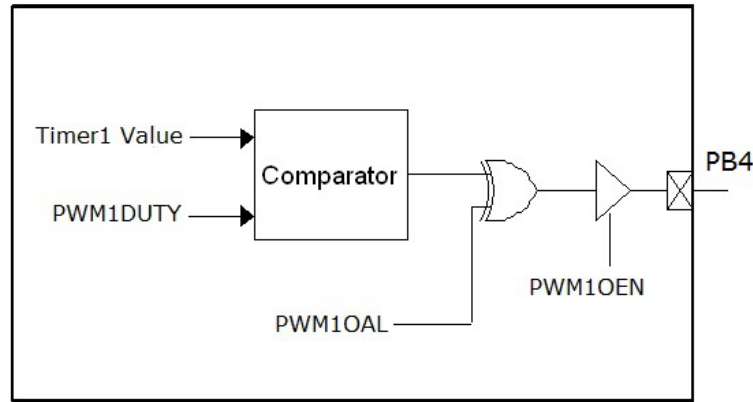 Timer1 Value
PWM1DUTY
Comparator
PWM1OAL
PWM1OEN
PB4